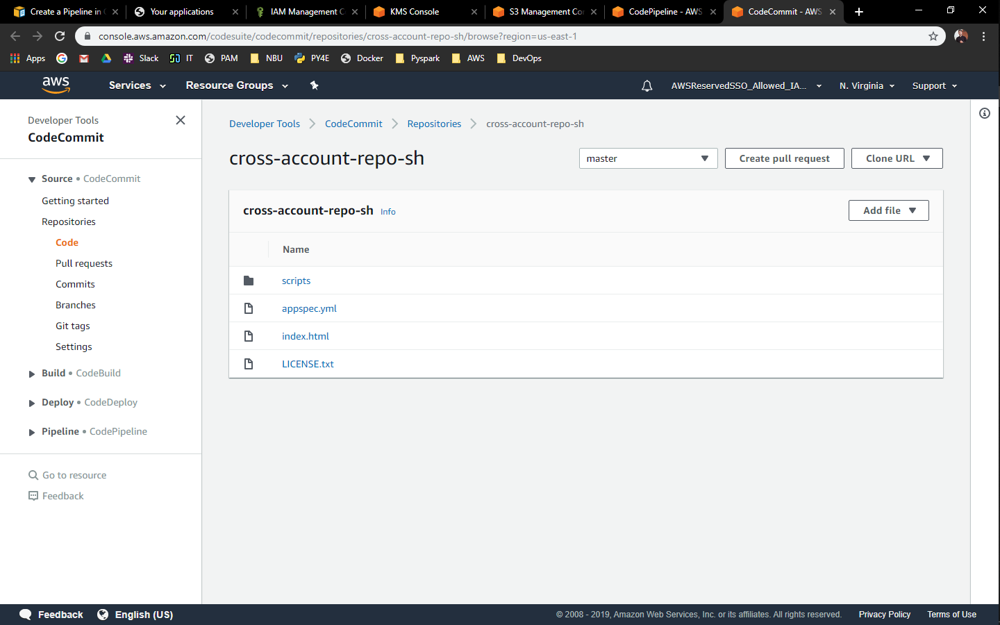 Create a Pipeline in
Your applications
IAM Management C
KMS Console
S3 Management Con
CodePipeline - AWS
CodeCommit - AWS
console.aws.amazon.com/codesuite/codecommit/repositories/cross-account-repo-sh/browse?region=us-east-1
Apps
Slack
IT
PAM
NBU
PY4E
Docker
Pyspark
AWS
DevOps
aws
Services
Resource Groups
AWSReservedSSO_Allowed_IA...
N. Virginia
Support
Developer Tools
CodeCommit
Source • CodeCommit
Getting started
Repositories
Code
Pull requests
Commits
Branches
Git tags
Settings
Build • CodeBuild
Deploy • CodeDeploy
Pipeline • CodePipeline
Go to resource
Feedback
Developer Tools > CodeCommit > Repositories > cross-account-repo-sh
cross-account-repo-sh
master
Create pull request
Clone URL
cross-account-repo-sh Info
Add file
Name
scripts
appspec.yml
index.html
LICENSE.txt
Feedback
English (US)
© 2008 - 2019, Amazon Web Services, Inc. or its affiliates. All rights reserved.
Privacy Policy
Terms of Use